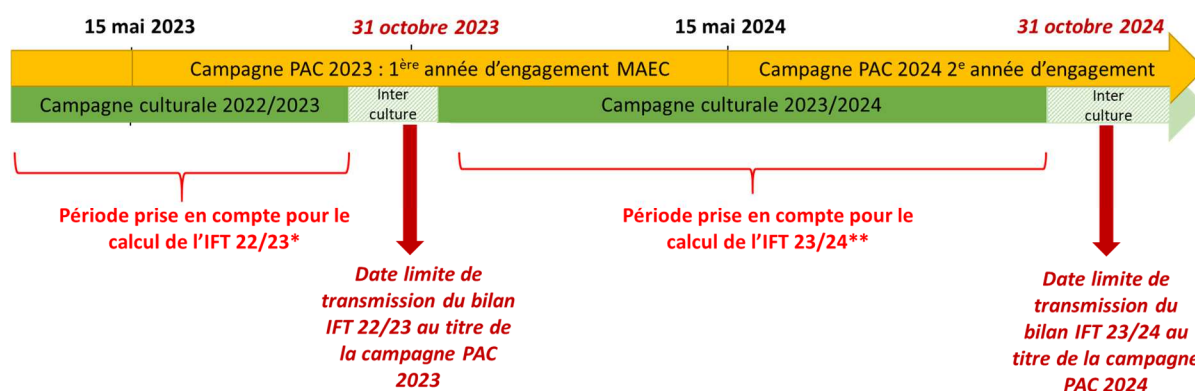 15 mai 2023
31 octobre 2023
15 mai 2024
31 octobre 2024
Campagne PAC 2023 : 1ère année d'engagement MAEC
Campagne PAC 2024 2e année d'engagement
Campagne culturale 2022/2023
Inter
culture
Campagne culturale 2023/2024
Inter
culture
Période prise en compte pour le
calcul de l'IFT 22/23*
Période prise en compte pour le
calcul de l'IFT 23/24**
Date limite de
transmission du bilan
IFT 22/23 au titre de
la campagne PAC
2023
Date limite de
transmission du
bilan IFT 23/24 au
titre de la campagne
PAC 2024